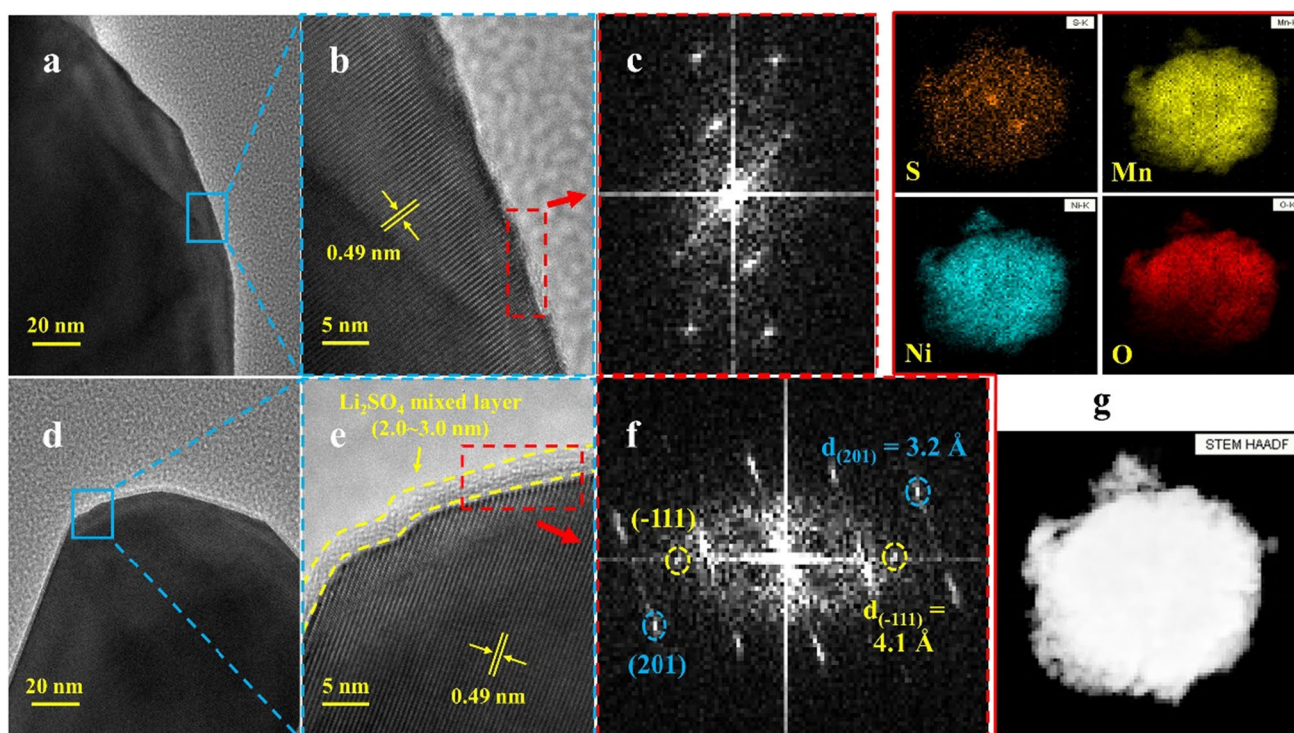 a
20 nm
b
0.49 nm
5 nm
c
S-K
S
Mn-K
Mn
Ni-K
Ni
O-K
O
d
20 nm
Li₂SO₄ mixed layer
(2.0~3.0 nm)
e
0.49 nm
5 nm
f
d(201) = 3.2 Å
(-111)
d(-111) =
4.1 Å
(201)
g
STEM HAADF